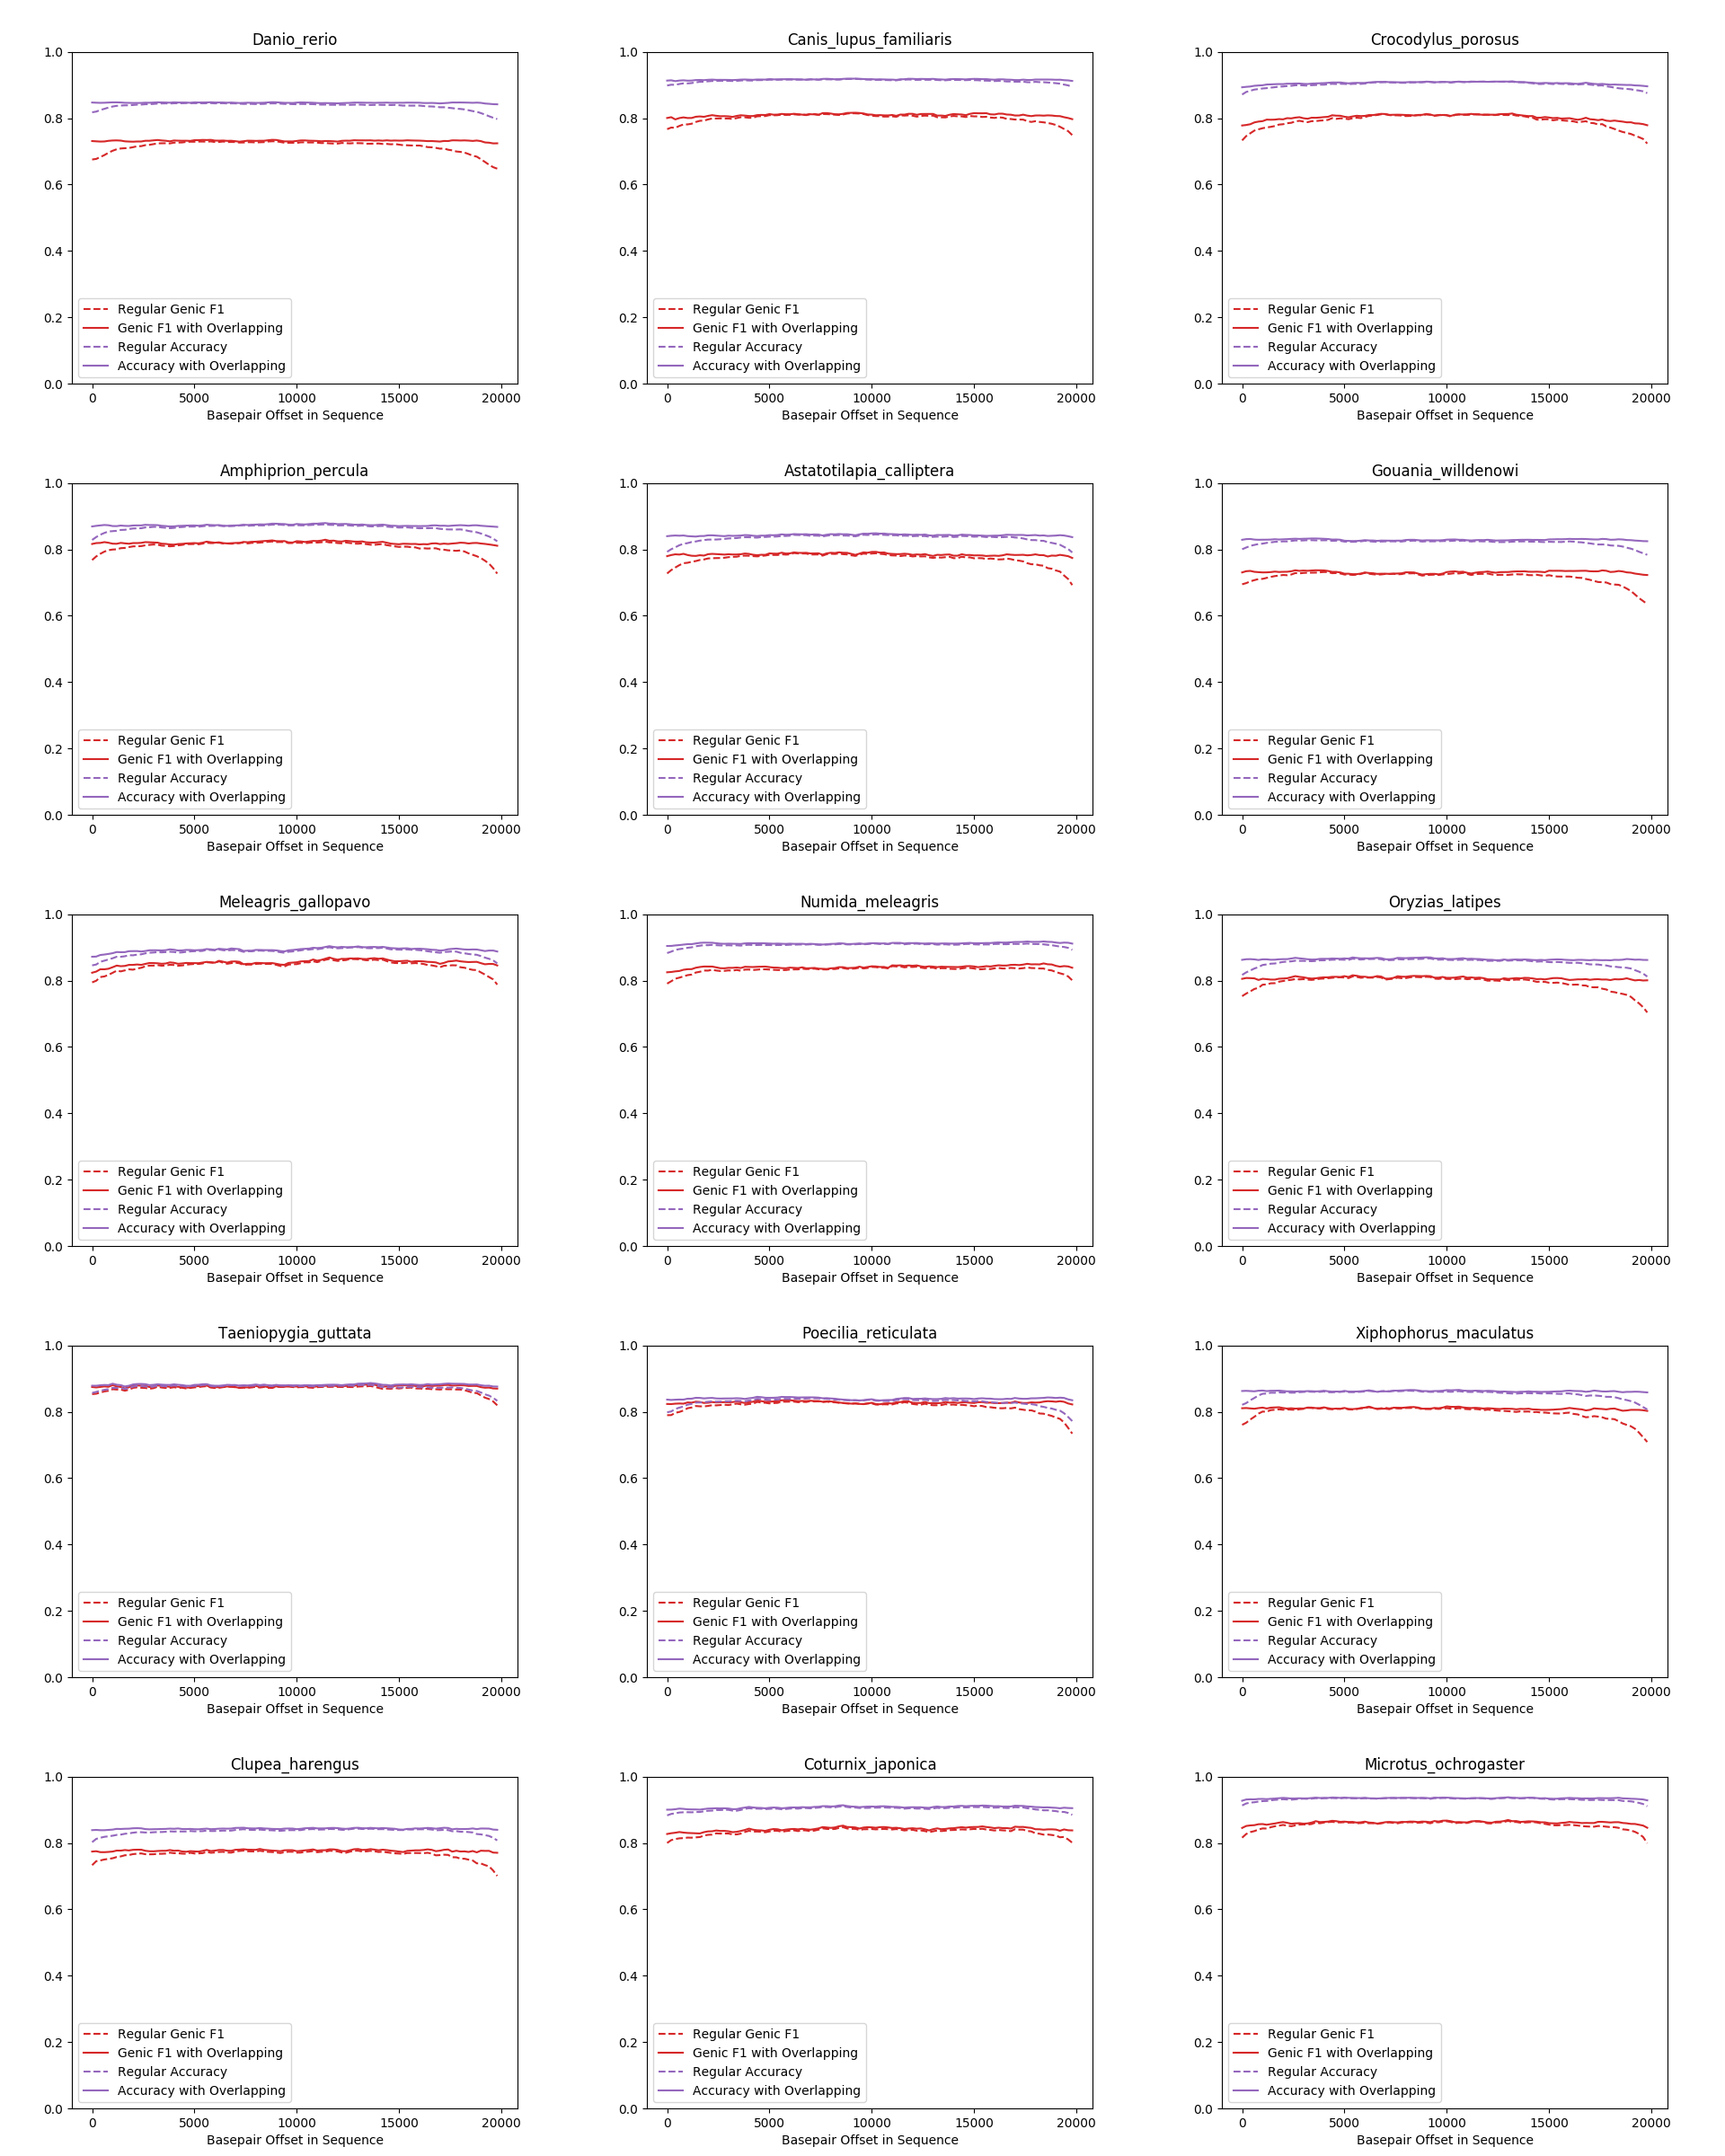 Danio_rerio
1.0
0.8
0.6
0.4
0.2
0.0
Regular Genic F1
Genic F1 with Overlapping
Regular Accuracy
Accuracy with Overlapping
0 5000 10000 15000 20000
Basepair Offset in Sequence
Canis_lupus_familiaris
1.0
0.8
0.6
0.4
0.2
0.0
Regular Genic F1
Genic F1 with Overlapping
Regular Accuracy
Accuracy with Overlapping
0 5000 10000 15000 20000
Basepair Offset in Sequence
Crocodylus_porosus
1.0
0.8
0.6
0.4
0.2
0.0
Regular Genic F1
Genic F1 with Overlapping
Regular Accuracy
Accuracy with Overlapping
0 5000 10000 15000 20000
Basepair Offset in Sequence
Amphiprion_percula
1.0
0.8
0.6
0.4
0.2
0.0
Regular Genic F1
Genic F1 with Overlapping
Regular Accuracy
Accuracy with Overlapping
0 5000 10000 15000 20000
Basepair Offset in Sequence
Astatotilapia_calliptera
1.0
0.8
0.6
0.4
0.2
0.0
Regular Genic F1
Genic F1 with Overlapping
Regular Accuracy
Accuracy with Overlapping
0 5000 10000 15000 20000
Basepair Offset in Sequence
Gouania_willdenowi
1.0
0.8
0.6
0.4
0.2
0.0
Regular Genic F1
Genic F1 with Overlapping
Regular Accuracy
Accuracy with Overlapping
0 5000 10000 15000 20000
Basepair Offset in Sequence
Meleagris_gallopavo
1.0
0.8
0.6
0.4
0.2
0.0
Regular Genic F1
Genic F1 with Overlapping
Regular Accuracy
Accuracy with Overlapping
0 5000 10000 15000 20000
Basepair Offset in Sequence
Numida_meleagris
1.0
0.8
0.6
0.4
0.2
0.0
Regular Genic F1
Genic F1 with Overlapping
Regular Accuracy
Accuracy with Overlapping
0 5000 10000 15000 20000
Basepair Offset in Sequence
Oryzias_latipes
1.0
0.8
0.6
0.4
0.2
0.0
Regular Genic F1
Genic F1 with Overlapping
Regular Accuracy
Accuracy with Overlapping
0 5000 10000 15000 20000
Basepair Offset in Sequence
Taeniopygia_guttata
1.0
0.8
0.6
0.4
0.2
0.0
Regular Genic F1
Genic F1 with Overlapping
Regular Accuracy
Accuracy with Overlapping
0 5000 10000 15000 20000
Basepair Offset in Sequence
Poecilia_reticulata
1.0
0.8
0.6
0.4
0.2
0.0
Regular Genic F1
Genic F1 with Overlapping
Regular Accuracy
Accuracy with Overlapping
0 5000 10000 15000 20000
Basepair Offset in Sequence
Xiphophorus_maculatus
1.0
0.8
0.6
0.4
0.2
0.0
Regular Genic F1
Genic F1 with Overlapping
Regular Accuracy
Accuracy with Overlapping
0 5000 10000 15000 20000
Basepair Offset in Sequence
Clupea_harengus
1.0
0.8
0.6
0.4
0.2
0.0
Regular Genic F1
Genic F1 with Overlapping
Regular Accuracy
Accuracy with Overlapping
0 5000 10000 15000 20000
Basepair Offset in Sequence
Coturnix_japonica
1.0
0.8
0.6
0.4
0.2
0.0
Regular Genic F1
Genic F1 with Overlapping
Regular Accuracy
Accuracy with Overlapping
0 5000 10000 15000 20000
Basepair Offset in Sequence
Microtus_ochrogaster
1.0
0.8
0.6
0.4
0.2
0.0
Regular Genic F1
Genic F1 with Overlapping
Regular Accuracy
Accuracy with Overlapping
0 5000 10000 15000 20000
Basepair Offset in Sequence